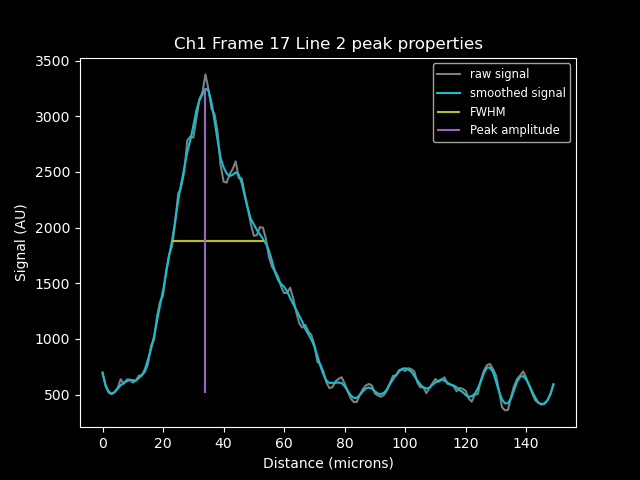 Ch1 Frame 17 Line 2 peak properties
3500
3000
2500
2000
1500
1000
500
Signal (AU)
raw signal
smoothed signal
FWHM
Peak amplitude
0 20 40 60 80 100 120 140
Distance (microns)